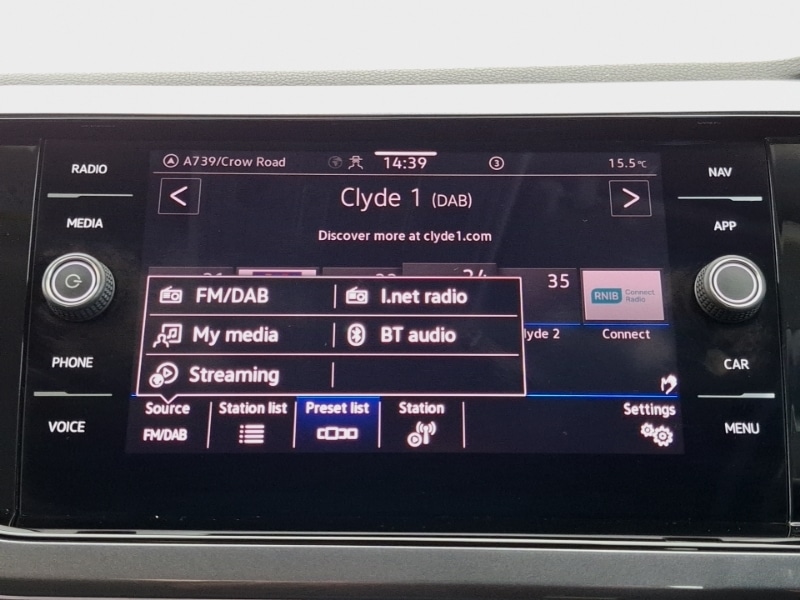 RADIO
MEDIA
PHONE
VOICE
A739/Crow Road
14:39
3
15.5°C
< Clyde 1 (DAB) >
Discover more at clyde1.com
35
RNIB Connect Radio
lyde 2
Connect
FM/DAB
I.net radio
My media
BT audio
Streaming
Source
FM/DAB
Station list
Preset list
Station
Settings
NAV
APP
CAR
MENU